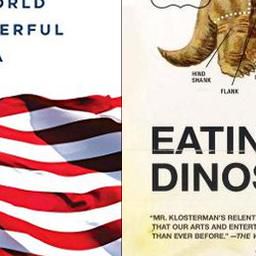 ORLD
ERFUL
A
HIND
SHANK
FLANK
EATIN
DINOS
"MR. KLOSTERMAN'S RELENT
THAT OUR ARTS AND ENTERT
THAN EVER BEFORE." —THE